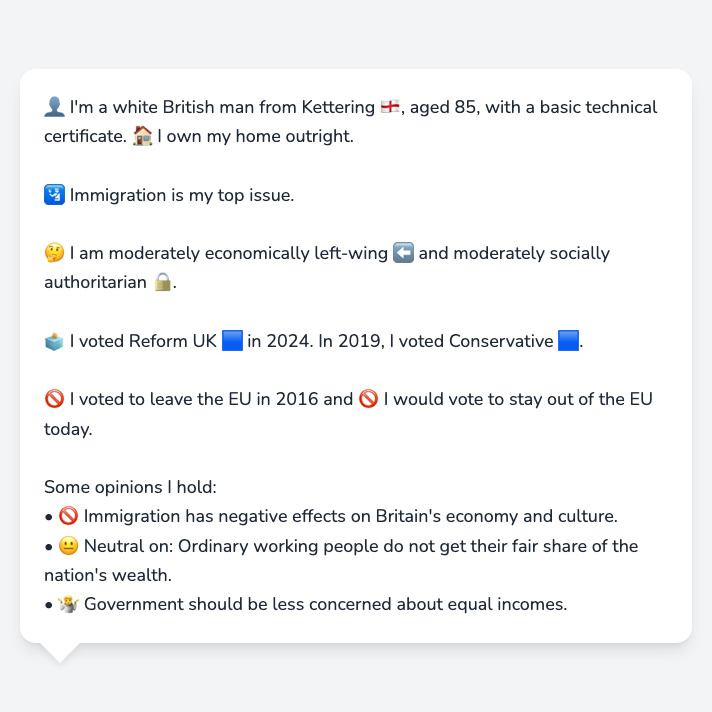 👤 I'm a white British man from Kettering 🏴󠁧󠁢󠁥󠁮󠁧󠁿, aged 85, with a basic technical
certificate. 🏠 I own my home outright.
🛂 Immigration is my top issue.
🤔 I am moderately economically left-wing ⬅️ and moderately socially
authoritarian 🔒.
🗳️ I voted Reform UK 🟦 in 2024. In 2019, I voted Conservative 🟦.
🚫 I voted to leave the EU in 2016 and 🚫 I would vote to stay out of the EU
today.
Some opinions I hold:
• 🚫 Immigration has negative effects on Britain's economy and culture.
• 😐 Neutral on: Ordinary working people do not get their fair share of the
nation's wealth.
• 🤷 Government should be less concerned about equal incomes.